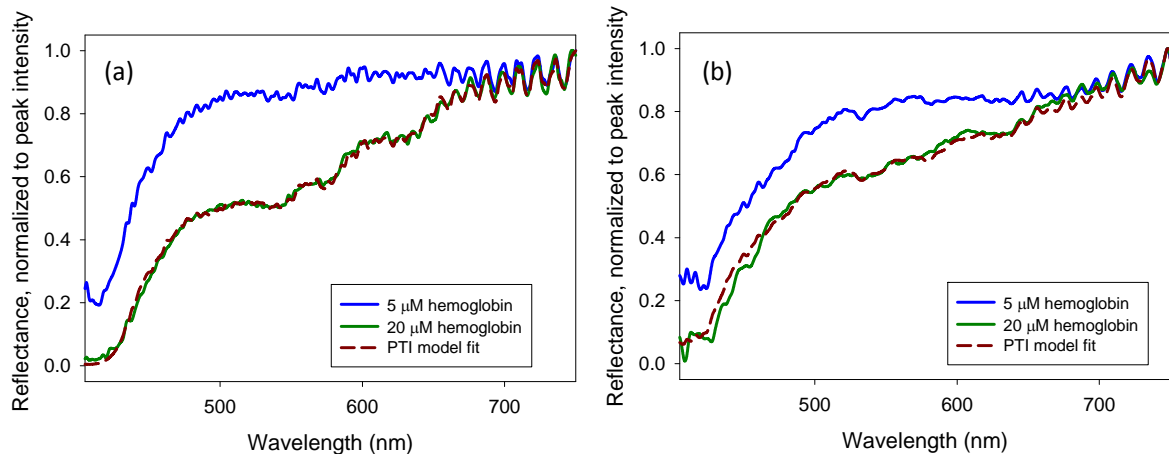 (a)
Reflectance, normalized to peak intensity
1.0
0.8
0.6
0.4
0.2
0.0
5 μM hemoglobin
20 μM hemoglobin
PTI model fit
500
600
700
Wavelength (nm)
(b)
Reflectance, normalized to peak intensity
1.0
0.8
0.6
0.4
0.2
0.0
5 μM hemoglobin
20 μM hemoglobin
PTI model fit
500
600
700
Wavelength (nm)